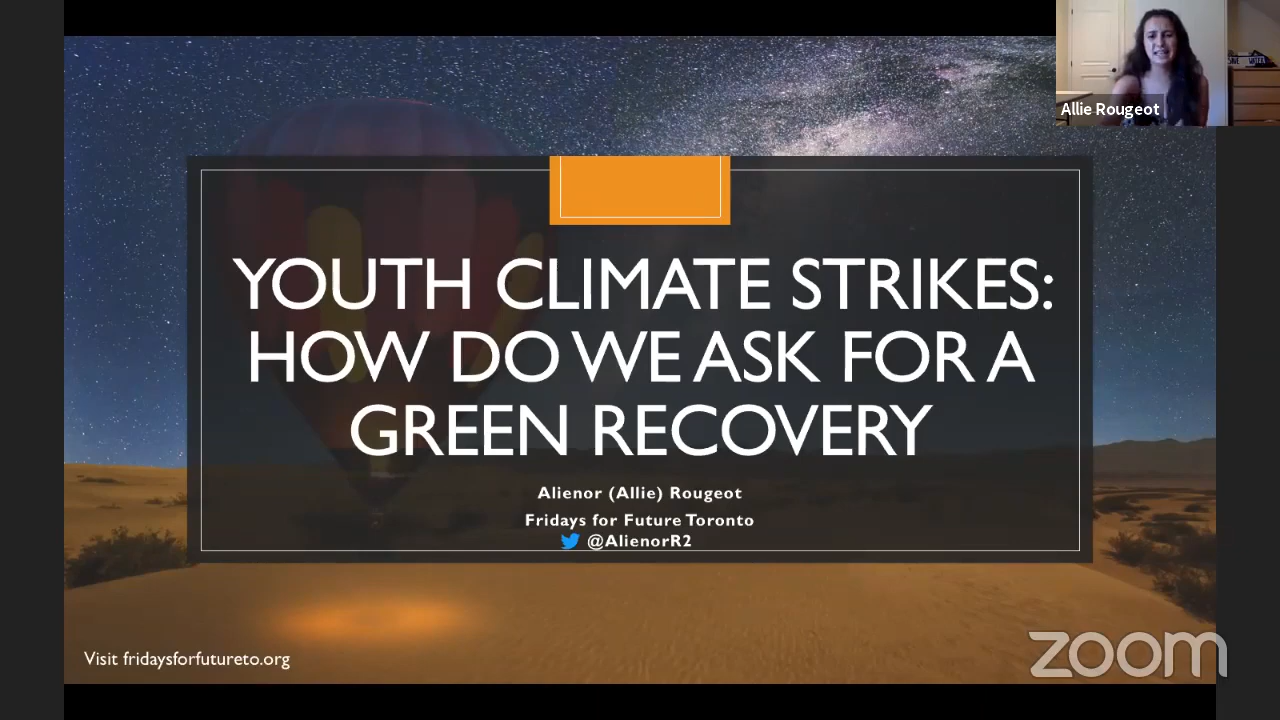 Allie Rougeot
YOUTH CLIMATE STRIKES:
HOW DO WE ASK FOR A
GREEN RECOVERY
Alienor (Allie) Rougeot
Fridays for Future Toronto
@AlienorR2
Visit fridaysforfutureto.org
zoom